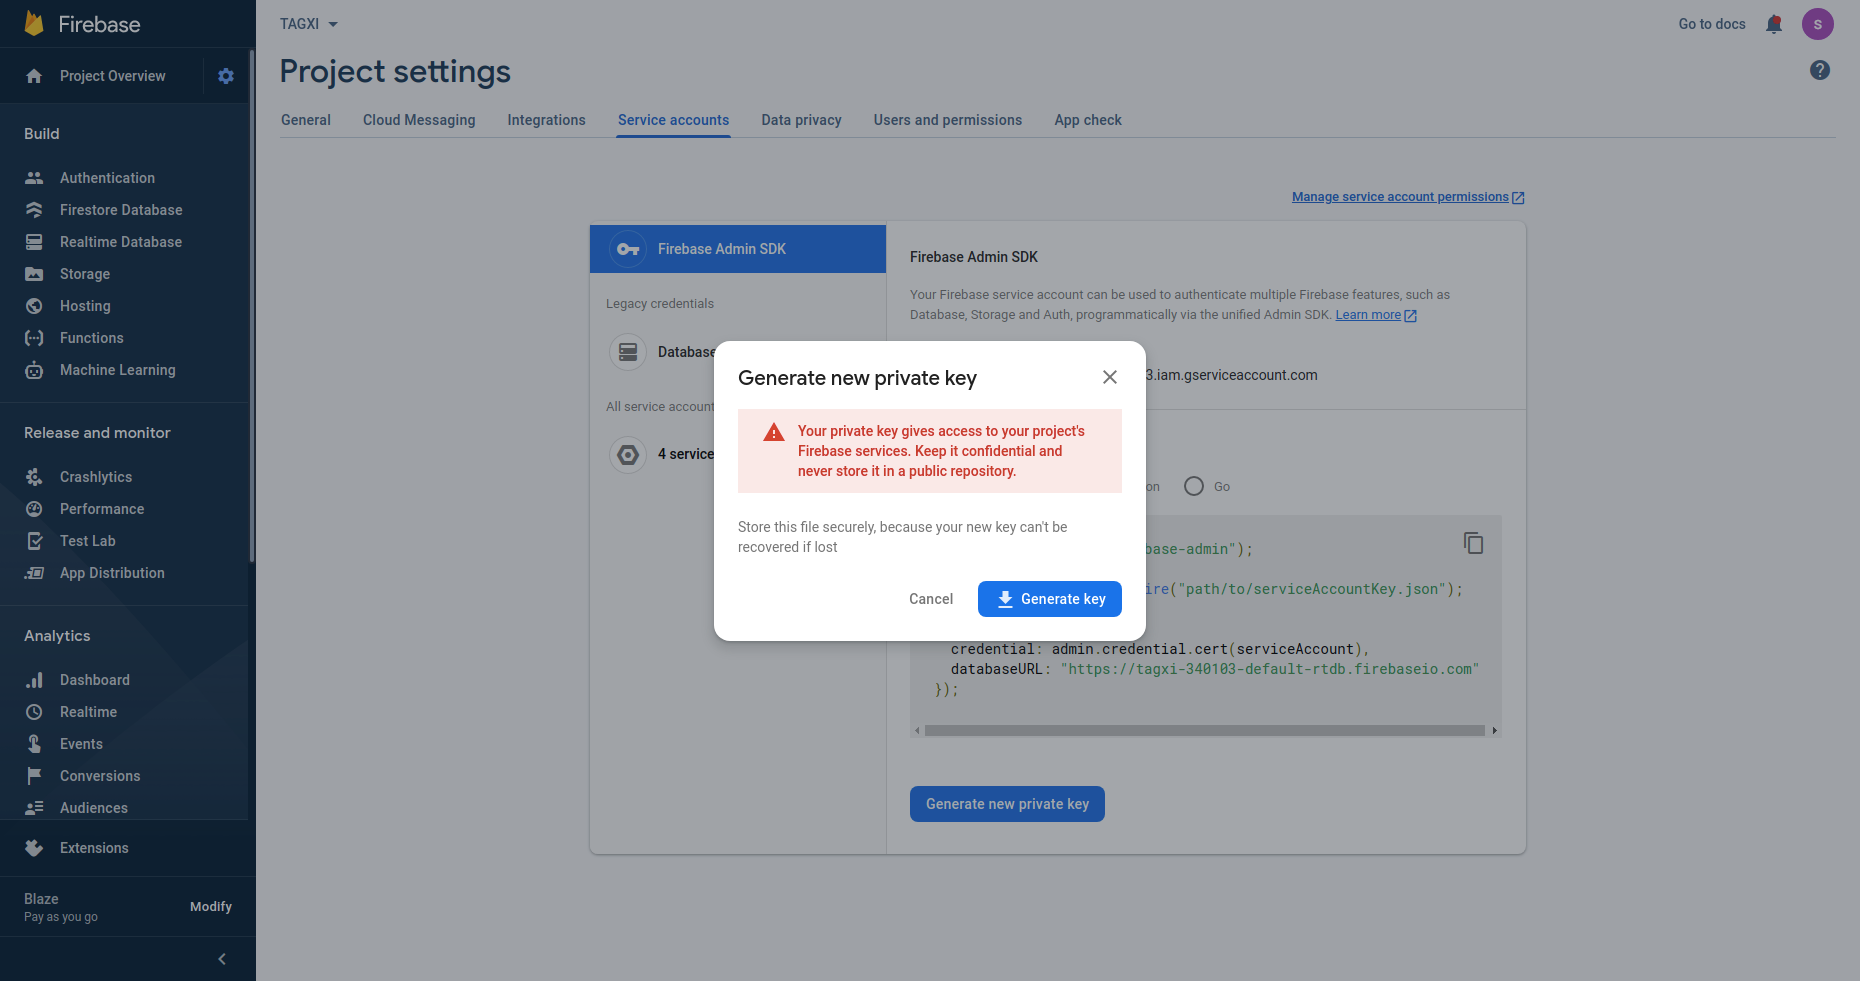 Firebase
Project Overview
Build
Authentication
Firestore Database
Realtime Database
Storage
Hosting
Functions
Machine Learning
Release and monitor
Crashlytics
Performance
Test Lab
App Distribution
Analytics
Dashboard
Realtime
Events
Conversions
Audiences
Extensions
Blaze
Pay as you go
Modify
TAGXI
Go to docs
S
Project settings
General Cloud Messaging Integrations Service accounts Data privacy Users and permissions App check
Manage service account permissions
Firebase Admin SDK
Legacy credentials
Database
All service account
4 service
Firebase Admin SDK
Your Firebase service account can be used to authenticate multiple Firebase features, such as
Database, Storage and Auth, programmatically via the unified Admin SDK. Learn more
3.iam.gserviceaccount.com
on Go
base-admin");
ire("path/to/serviceAccountKey.json");
credential: admin.credential.cert(serviceAccount),
databaseURL: "https://tagxi-340103-default-rtdb.firebaseio.com"
});
Generate new private key
Generate new private key
Your private key gives access to your project's
Firebase services. Keep it confidential and
never store it in a public repository.
Store this file securely, because your new key can't be
recovered if lost
Cancel
Generate key